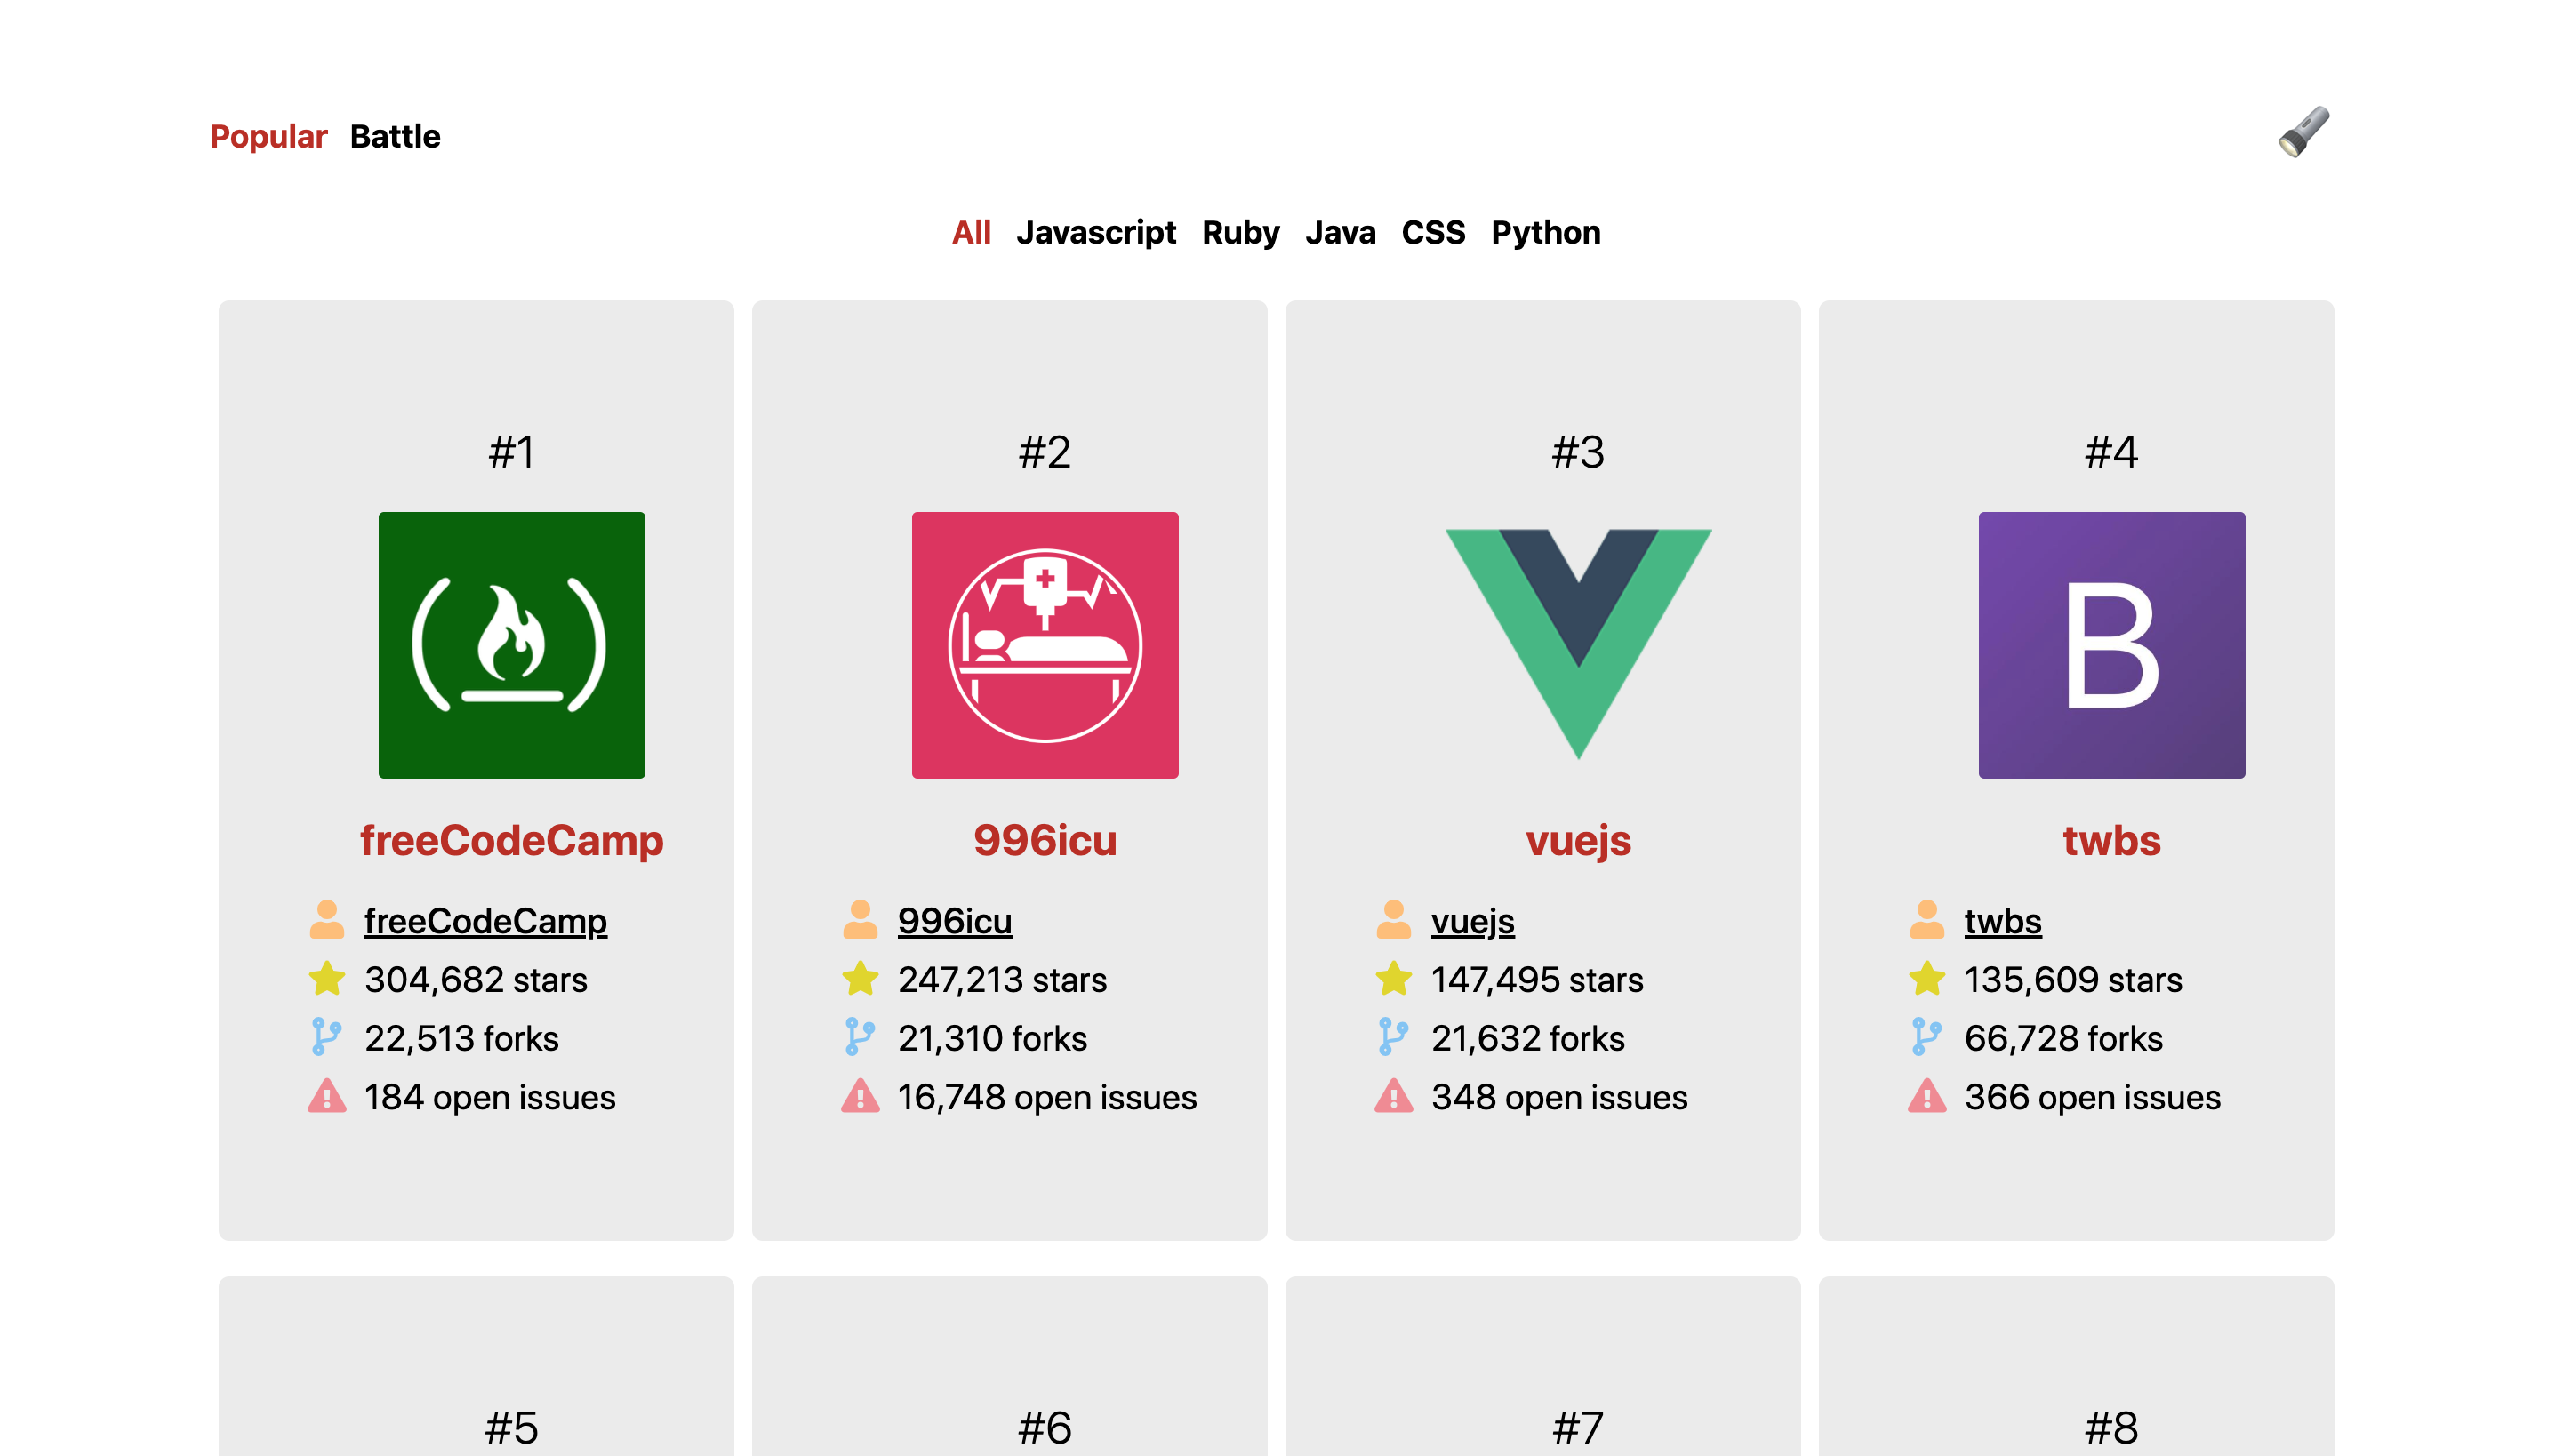 Popular Battle
All Javascript Ruby Java CSS Python
#1
freeCodeCamp
freeCodeCamp
304,682 stars
22,513 forks
184 open issues
#2
996icu
996icu
247,213 stars
21,310 forks
16,748 open issues
#3
vuejs
vuejs
147,495 stars
21,632 forks
348 open issues
#4
B
twbs
twbs
135,609 stars
66,728 forks
366 open issues
#5
#6
#7
#8